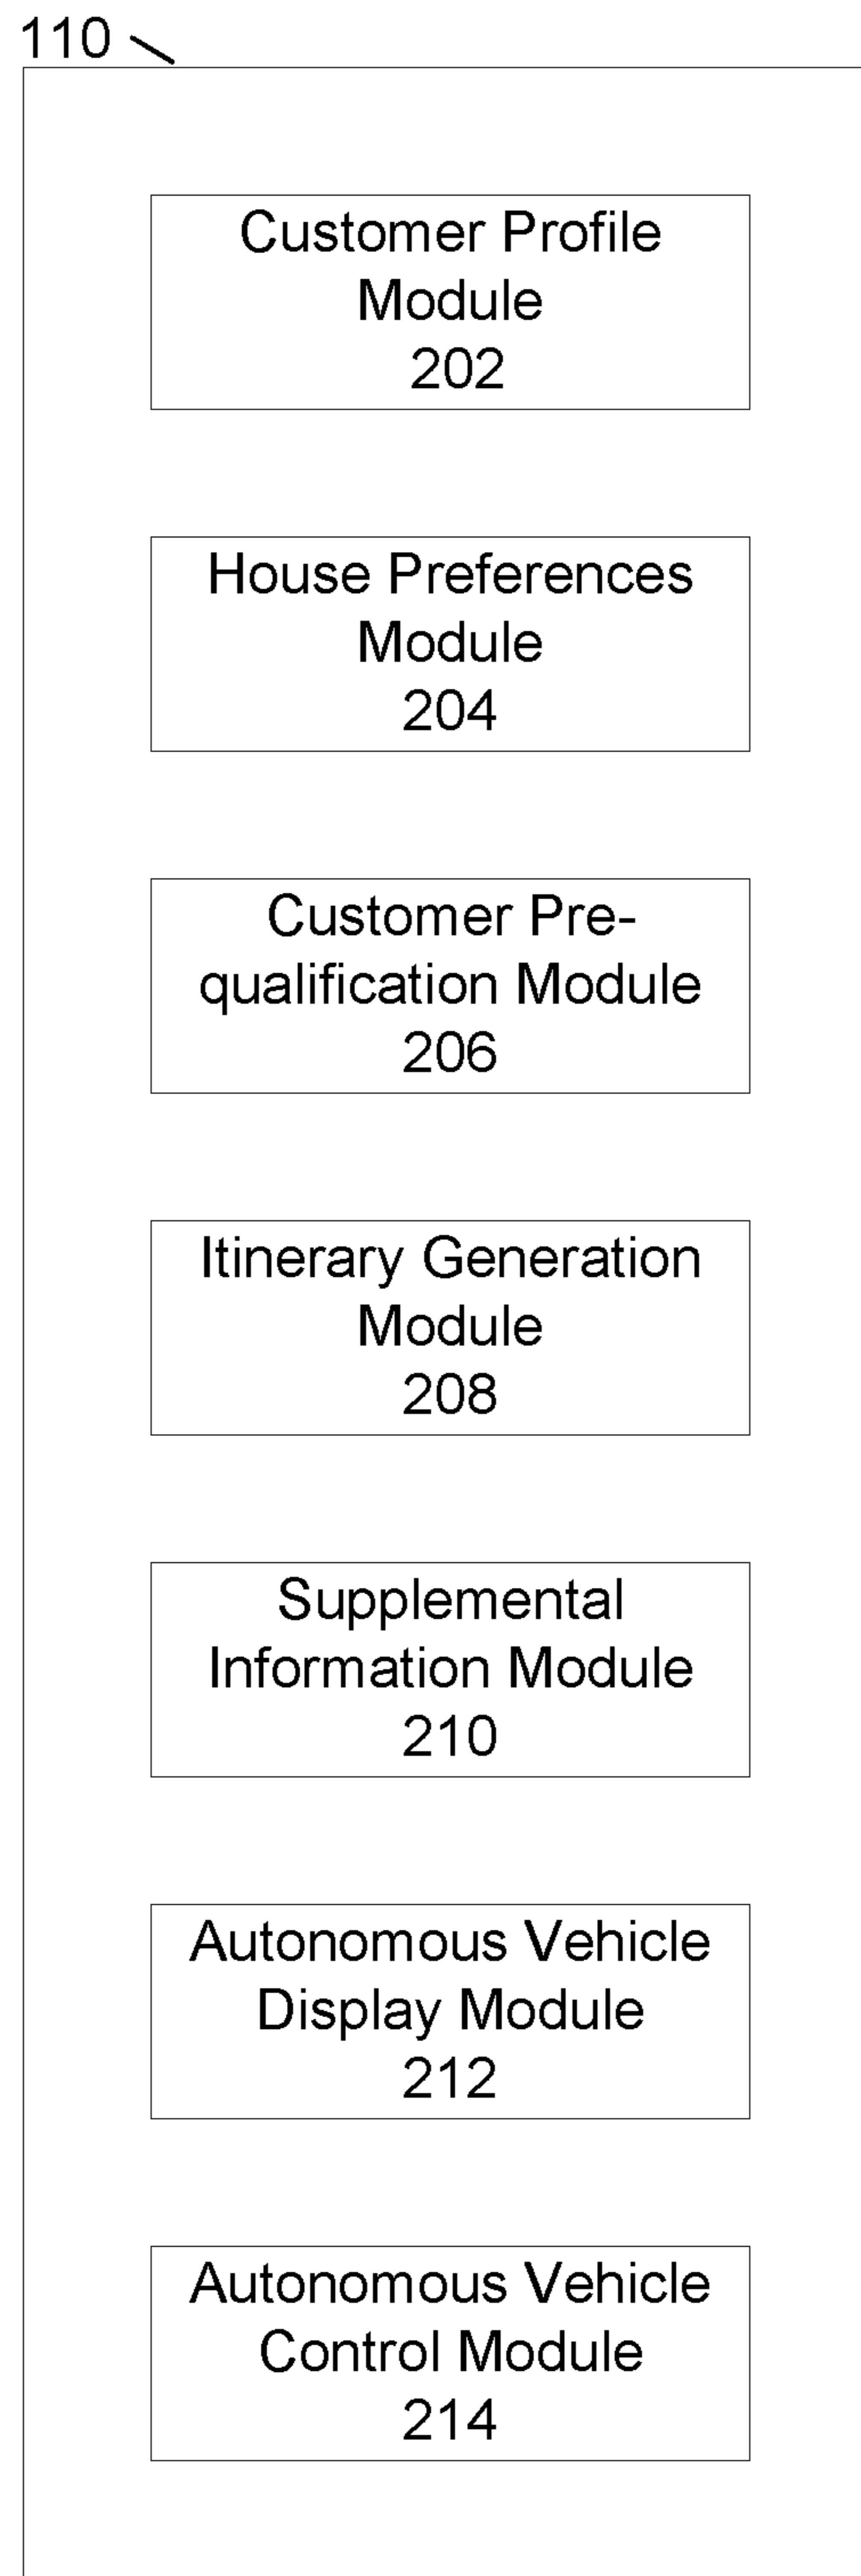 110
Customer Profile
Module
202
House Preferences
Module
204
Customer Pre-
qualification Module
206
Itinerary Generation
Module
208
Supplemental
Information Module
210
Autonomous Vehicle
Display Module
212
Autonomous Vehicle
Control Module
214